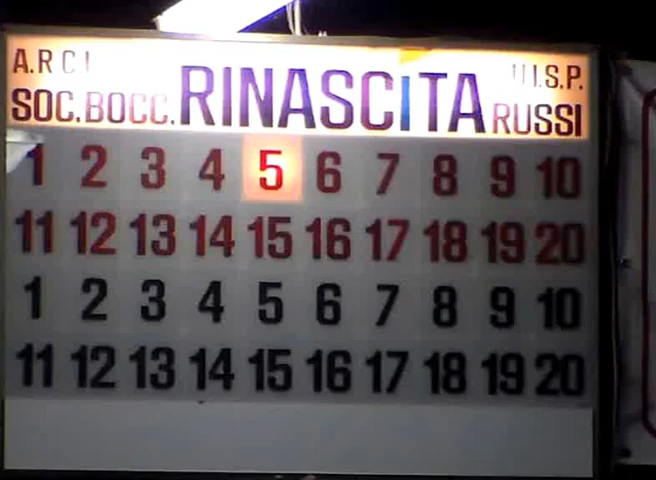 A.R.C.I. RINASCITA U.I.S.P.
SOC.BOCC. RUSSI
1 2 3 4 5 6 7 8 9 10
11 12 13 14 15 16 17 18 19 20
1 2 3 4 5 6 7 8 9 10
11 12 13 14 15 16 17 18 19 20